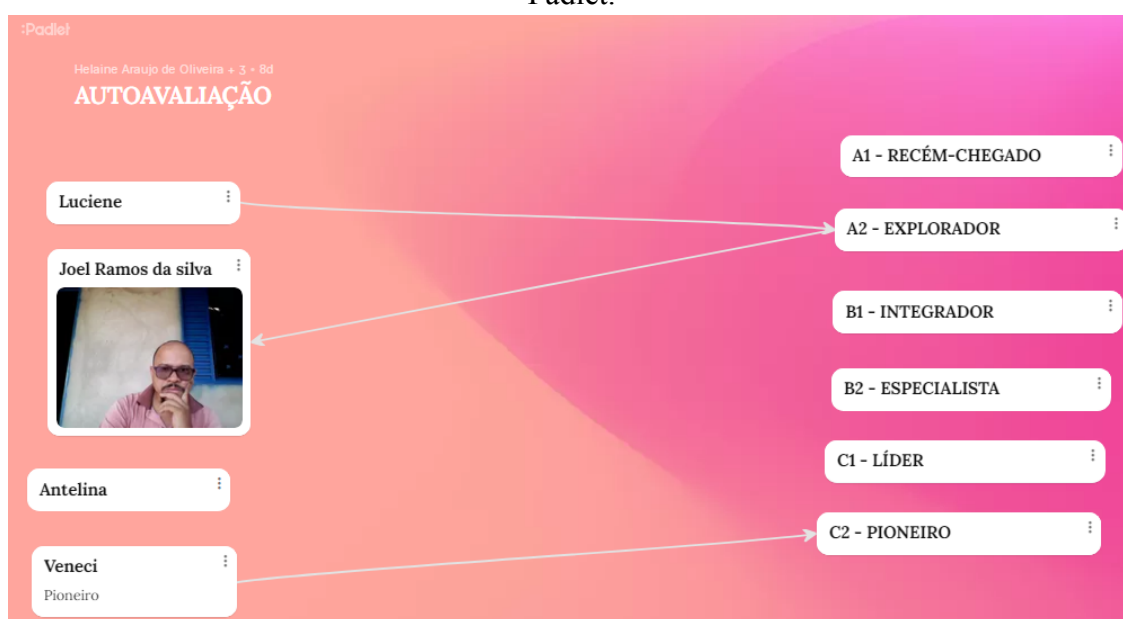 Padlet.
:Padlet
Helaine Araujo de Oliveira + 3 • 8d
AUTOAVALIAÇÃO
A1 - RECÉM-CHEGADO
Luciene
A2 - EXPLORADOR
Joel Ramos da silva
B1 - INTEGRADOR
B2 - ESPECIALISTA
C1 - LÍDER
Antelina
C2 - PIONEIRO
Veneci
Pioneiro